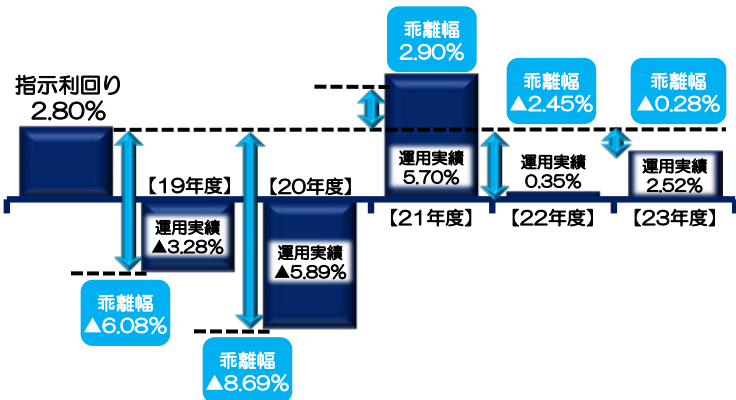 指示利回り
2.80%
【19年度】
運用実績
▲3.28%
乖離幅
▲6.08%
【20年度】
運用実績
▲5.89%
乖離幅
▲8.69%
乖離幅
2.90%
運用実績
5.70%
【21年度】
乖離幅
▲2.45%
運用実績
0.35%
【22年度】
乖離幅
▲0.28%
運用実績
2.52%
【23年度】